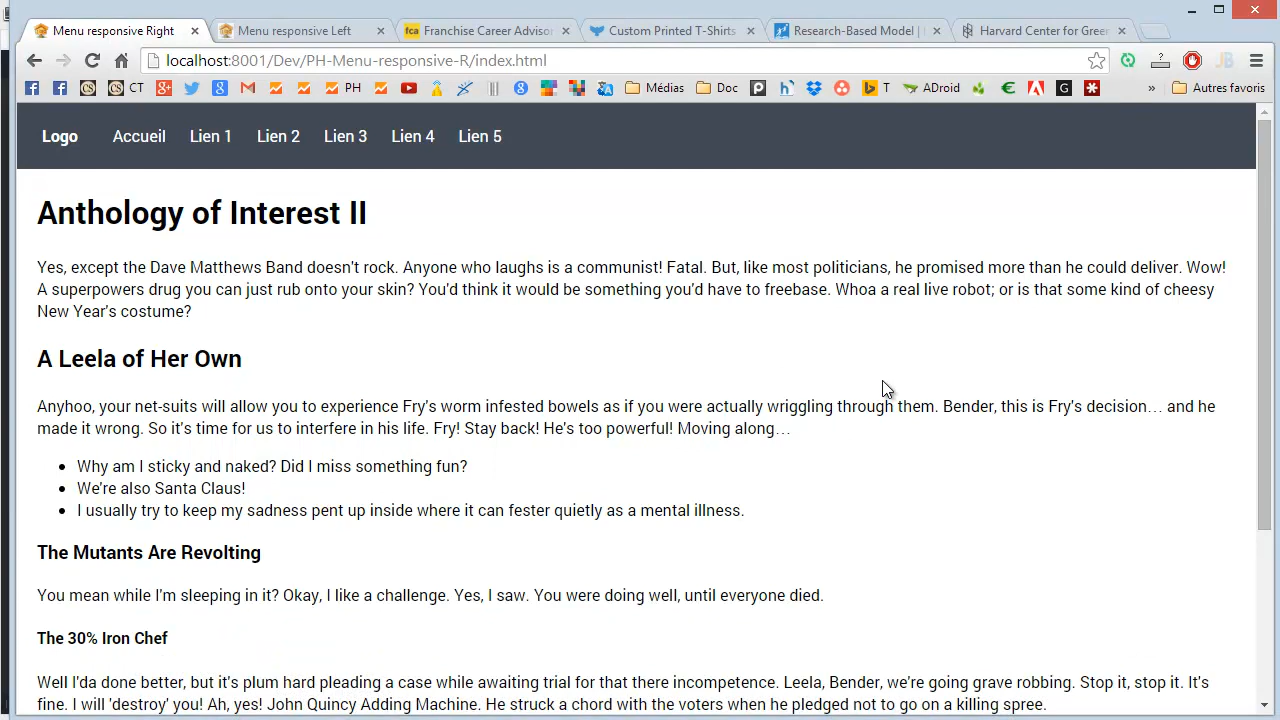 Menu responsive Right
Menu responsive Left
fca Franchise Career Advisor
Custom Printed T-Shirts
Research-Based Model |
Harvard Center for Green
localhost:8001/Dev/PH-Menu-responsive-R/index.html
CT PH Médias Doc T ADroid G » Autres favoris
Logo Accueil Lien 1 Lien 2 Lien 3 Lien 4 Lien 5
Anthology of Interest II
Yes, except the Dave Matthews Band doesn't rock. Anyone who laughs is a communist! Fatal. But, like most politicians, he promised more than he could deliver. Wow!
A superpowers drug you can just rub onto your skin? You'd think it would be something you'd have to freebase. Whoa a real live robot; or is that some kind of cheesy
New Year's costume?
A Leela of Her Own
Anyhoo, your net-suits will allow you to experience Fry's worm infested bowels as if you were actually wriggling through them. Bender, this is Fry's decision… and he
made it wrong. So it's time for us to interfere in his life. Fry! Stay back! He's too powerful! Moving along…
• Why am I sticky and naked? Did I miss something fun?
• We're also Santa Claus!
• I usually try to keep my sadness pent up inside where it can fester quietly as a mental illness.
The Mutants Are Revolting
You mean while I'm sleeping in it? Okay, I like a challenge. Yes, I saw. You were doing well, until everyone died.
The 30% Iron Chef
Well I'da done better, but it's plum hard pleading a case while awaiting trial for that there incompetence. Leela, Bender, we're going grave robbing. Stop it, stop it. It's
fine. I will 'destroy' you! Ah, yes! John Quincy Adding Machine. He struck a chord with the voters when he pledged not to go on a killing spree.